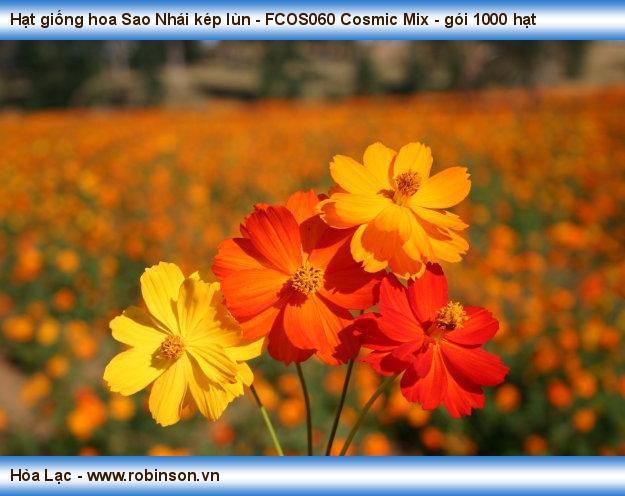 Hạt giống hoa Sao Nhái kép lùn - FCOS060 Cosmic Mix - gói 1000 hạt
Hòa Lạc - www.robinson.vn